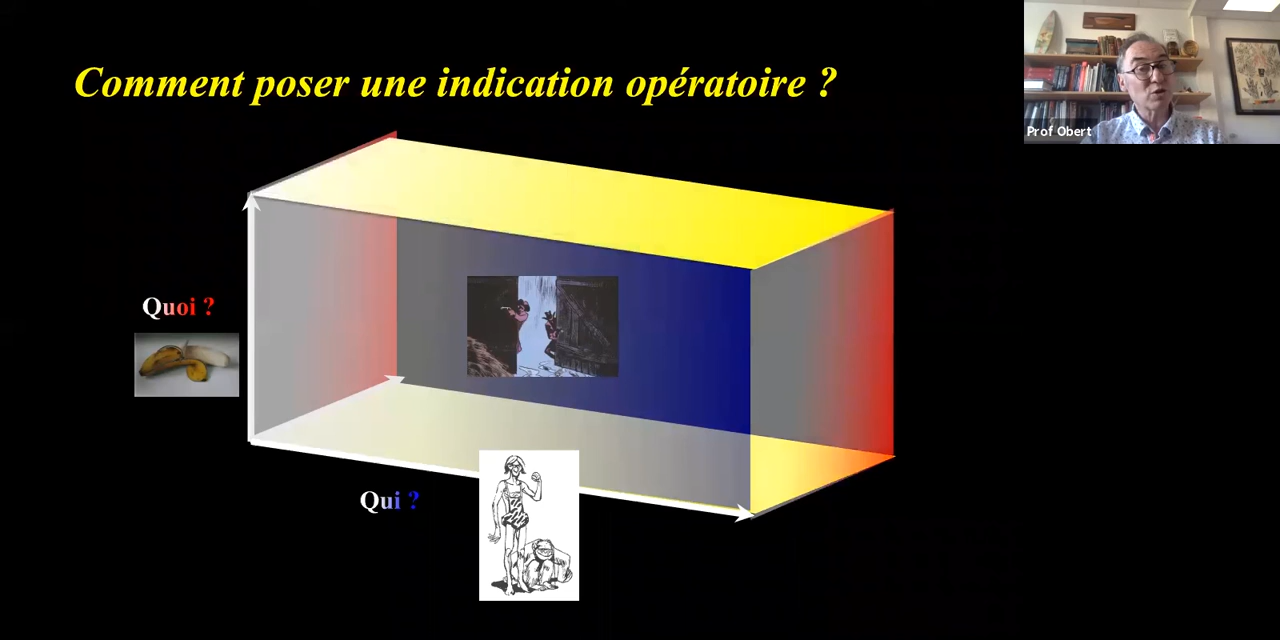 Comment poser une indication opératoire ?
Prof Obert
Quoi ?
Qui ?